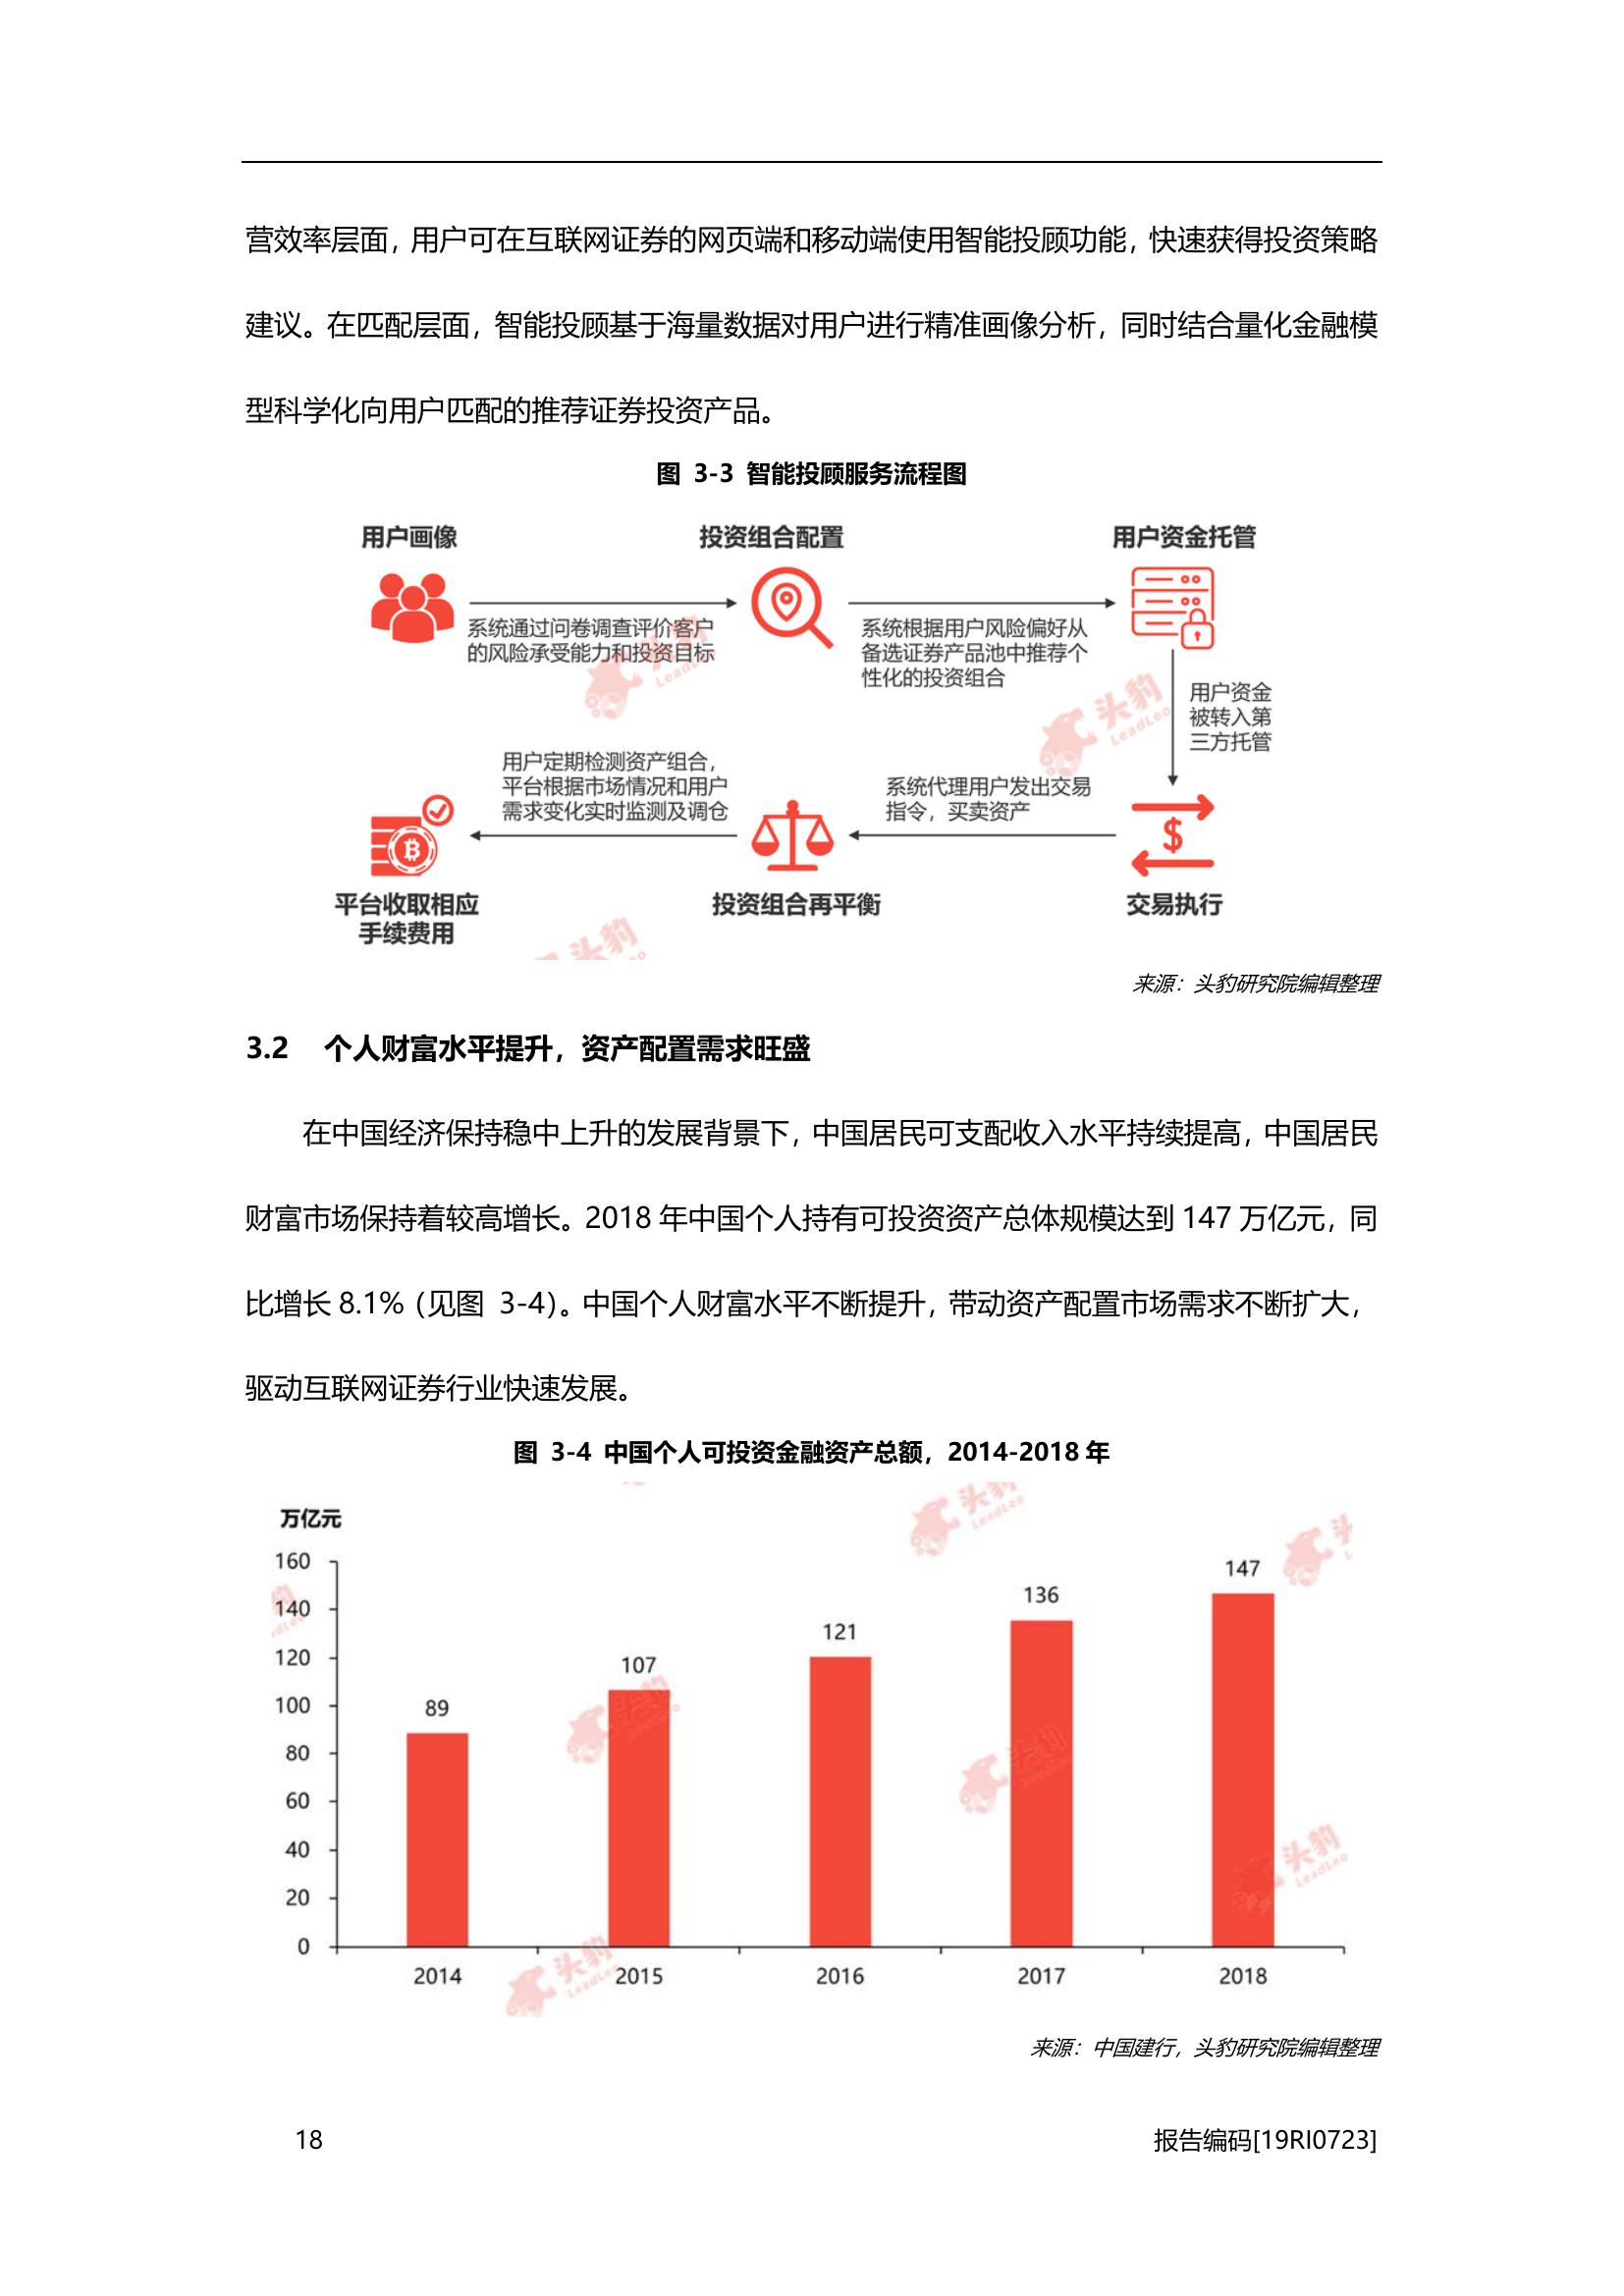 营效率层面，用户可在互联网证券的网页端和移动端使用智能投顾功能，快速获得投资策略
建议。在匹配层面，智能投顾基于海量数据对用户进行精准画像分析，同时结合量化金融模
型科学化向用户匹配的推荐证券投资产品。
图 3-3 智能投顾服务流程图
用户画像
投资组合配置
用户资金托管
系统通过问卷调查评价客户
的风险承受能力和投资目标
系统根据用户风险偏好从
备选证券产品池中推荐个
性化的投资组合
用户资金
被转入第
三方托管
用户定期检测资产组合，
平台根据市场情况和用户
需求变化实时监测及调仓
系统代理用户发出交易
指令，买卖资产
平台收取相应
手续费用
投资组合再平衡
交易执行
头豹
LeadLeo
来源：头豹研究院编辑整理
3.2 个人财富水平提升，资产配置需求旺盛
在中国经济保持稳中上升的发展背景下，中国居民可支配收入水平持续提高，中国居民
财富市场保持着较高增长。2018 年中国个人持有可投资资产总体规模达到 147 万亿元，同
比增长 8.1%（见图 3-4）。中国个人财富水平不断提升，带动资产配置市场需求不断扩大，
驱动互联网证券行业快速发展。
图 3-4 中国个人可投资金融资产总额，2014-2018 年
万亿元
160
140
120
100
80
60
40
20
0
89
107
121
136
147
2014
2015
2016
2017
2018
头豹
LeadLeo
来源：中国建行，头豹研究院编辑整理
18
报告编码[19RI0723]